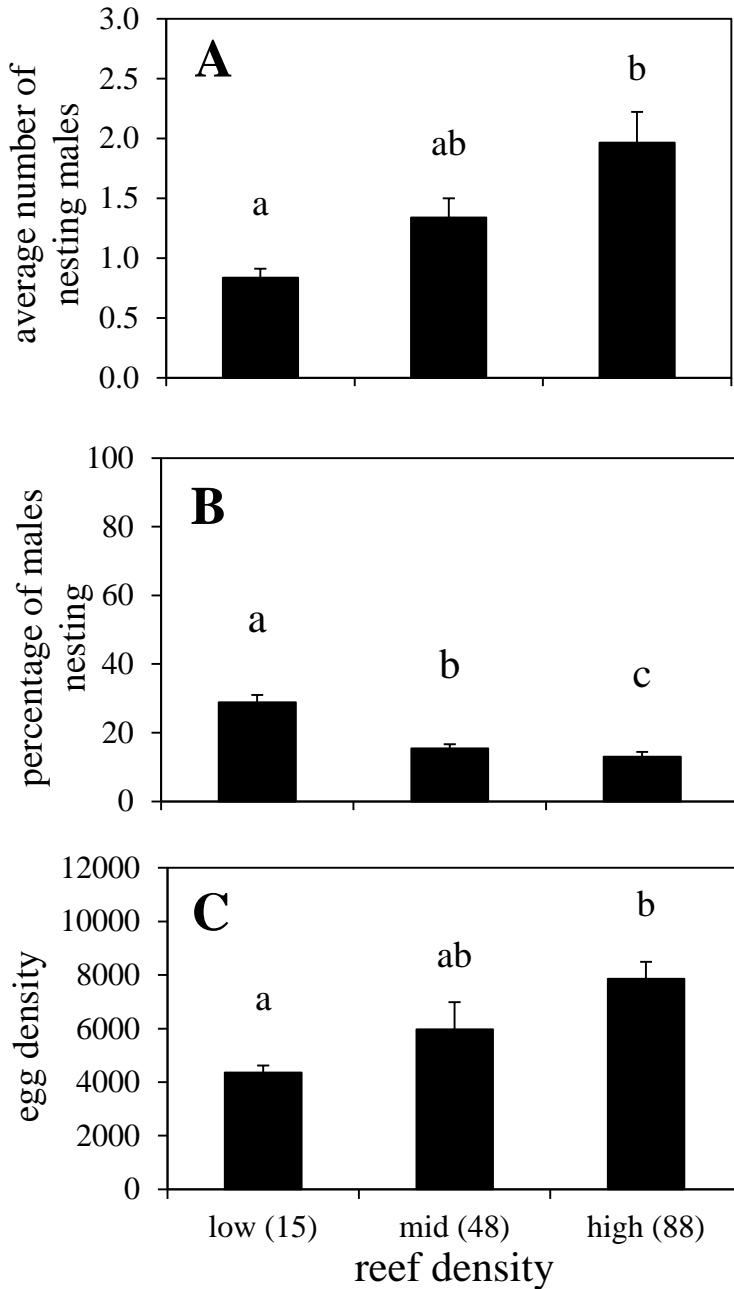 average number of
nesting males
3.0
2.5
2.0
1.5
1.0
0.5
0.0
A
a
ab
b
percentage of males
nesting
100
80
60
40
20
0
B
a
b
c
egg density
12000
10000
8000
6000
4000
2000
0
C
a
ab
b
low (15) mid (48) high (88)
reef density